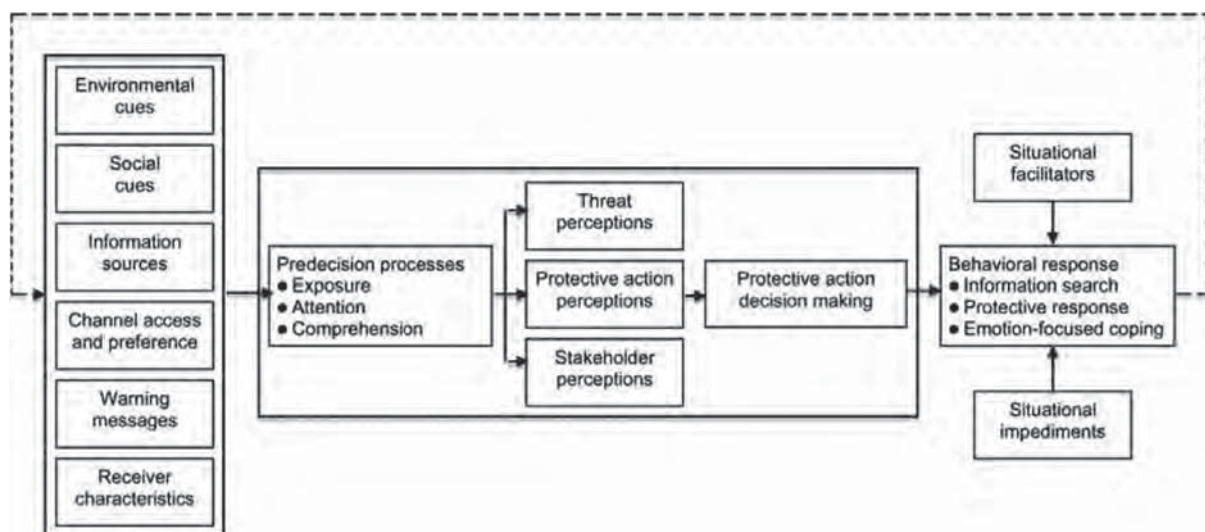 Environmental
cues
Social
cues
Information
sources
Channel access
and preference
Warning
messages
Receiver
characteristics
Predecision processes
● Exposure
● Attention
● Comprehension
Threat
perceptions
Protective action
perceptions
Stakeholder
perceptions
Protective action
decision making
Situational
facilitators
Behavioral response
● Information search
● Protective response
● Emotion-focused coping
Situational
impediments